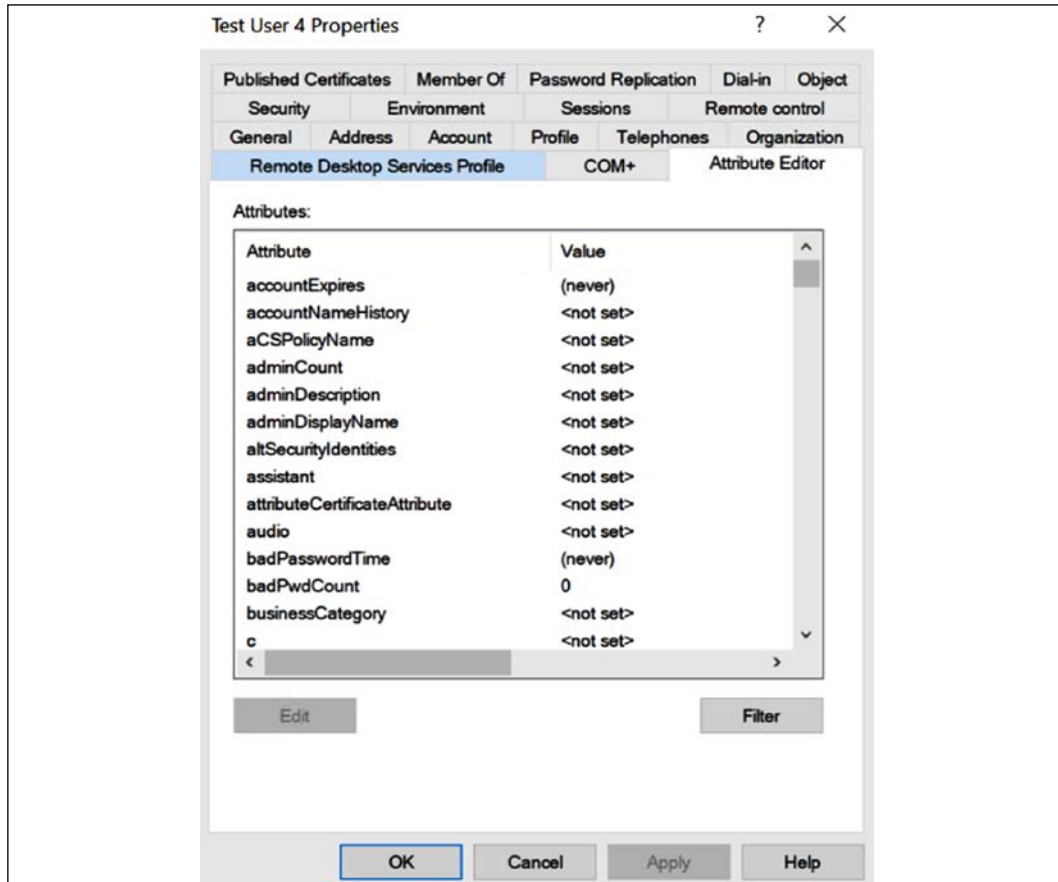 Test User 4 Properties ? ×
Published Certificates Member Of Password Replication Dial-in Object
Security Environment Sessions Remote control
General Address Account Profile Telephones Organization
Remote Desktop Services Profile COM+ Attribute Editor
Attributes:
Attribute Value
accountExpires (never)
accountNameHistory <not set>
aCSPolicyName <not set>
adminCount <not set>
adminDescription <not set>
adminDisplayName <not set>
altSecurityIdentities <not set>
assistant <not set>
attributeCertificateAttribute <not set>
audio <not set>
badPasswordTime (never)
badPwdCount 0
businessCategory <not set>
c <not set>
Edit Filter
OK Cancel Apply Help